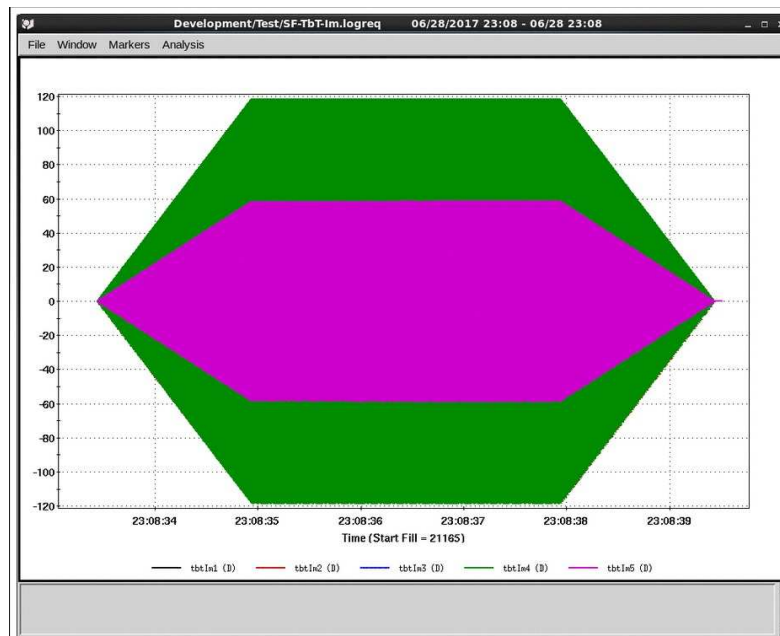 Development/Test/SF-TbT-Im.logreq 06/28/2017 23:08 - 06/28 23:08
File Window Markers Analysis
120
100
80
60
40
20
0
-20
-40
-60
-80
-100
-120
23:08:34 23:08:35 23:08:36 23:08:37 23:08:38 23:08:39
Time (Start Fill = 21165)
tbtIm1 (D) tbtIm2 (D) tbtIm3 (D) tbtIm4 (D) tbtIm5 (D)